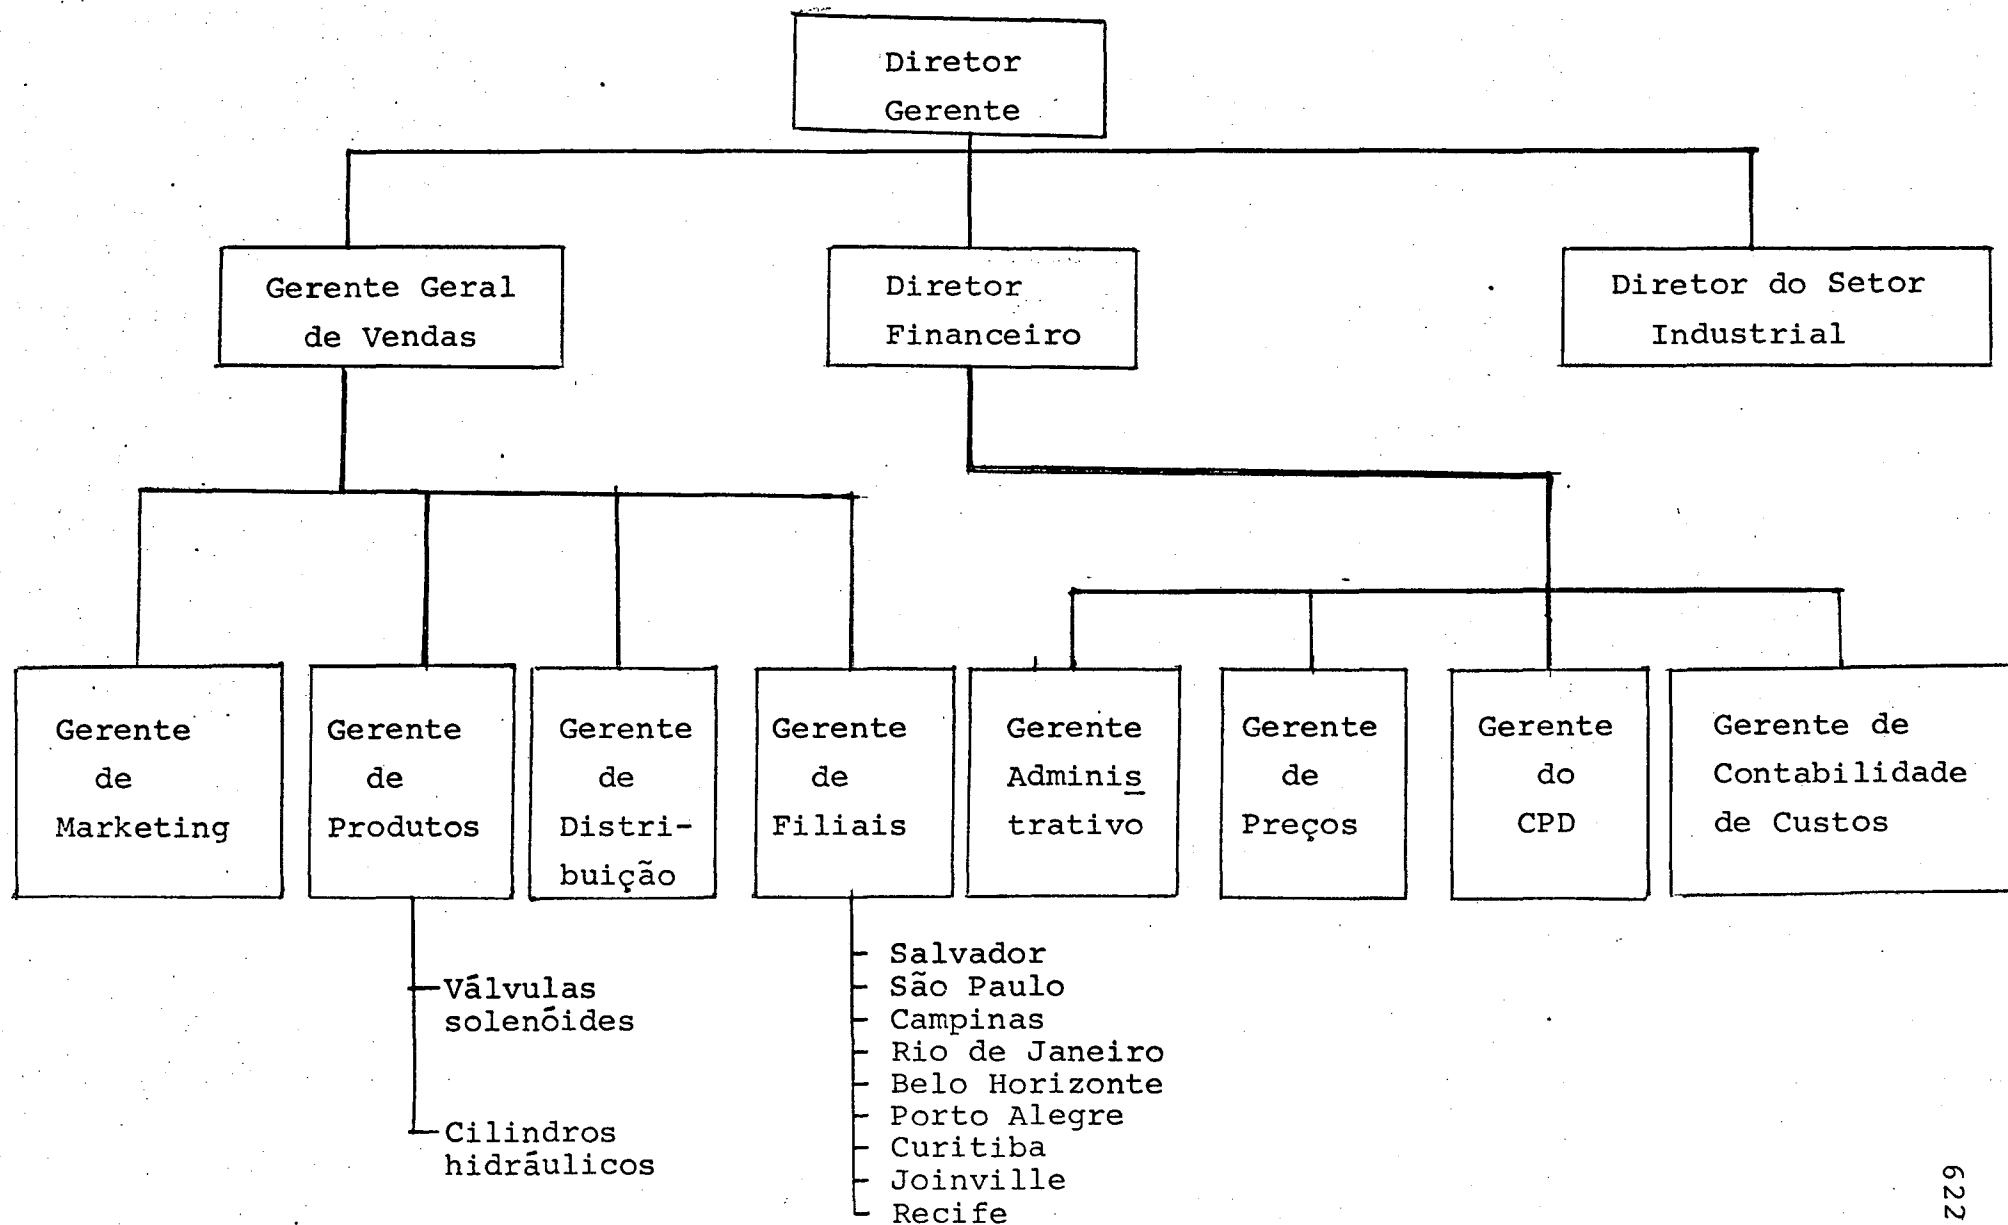 Diretor
Gerente
Gerente Geral
de Vendas
Diretor
Financeiro
Diretor do Setor
Industrial
Gerente
de
Marketing
Gerente
de
Produtos
Gerente
de
Distri-
buição
Gerente
de
Filiais
Gerente
Adminis
trativo
Gerente
de
Preços
Gerente
do
CPD
Gerente de
Contabilidade
de Custos
Válvulas
solenóides
Cilindros
hidráulicos
Salvador
São Paulo
Campinas
Rio de Janeiro
Belo Horizonte
Porto Alegre
Curitiba
Joinville
Recife
622